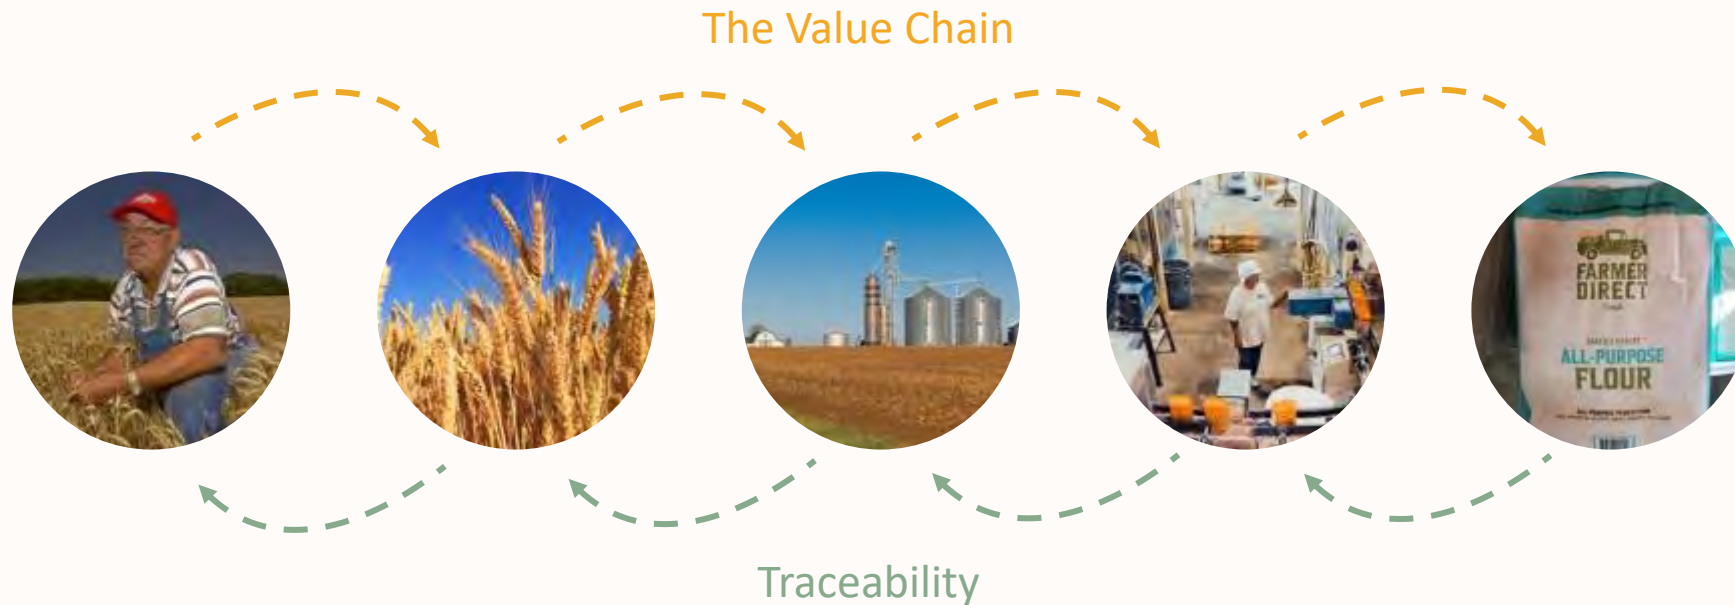 The Value Chain
FARMER
DIRECT
ALL-PURPOSE
FLOUR
Traceability